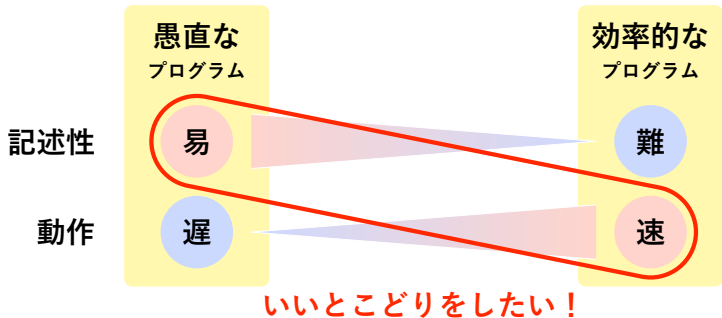 愚直な
プログラム
効率的な
プログラム
記述性
易
難
動作
遅
速
いいとこどりをしたい！